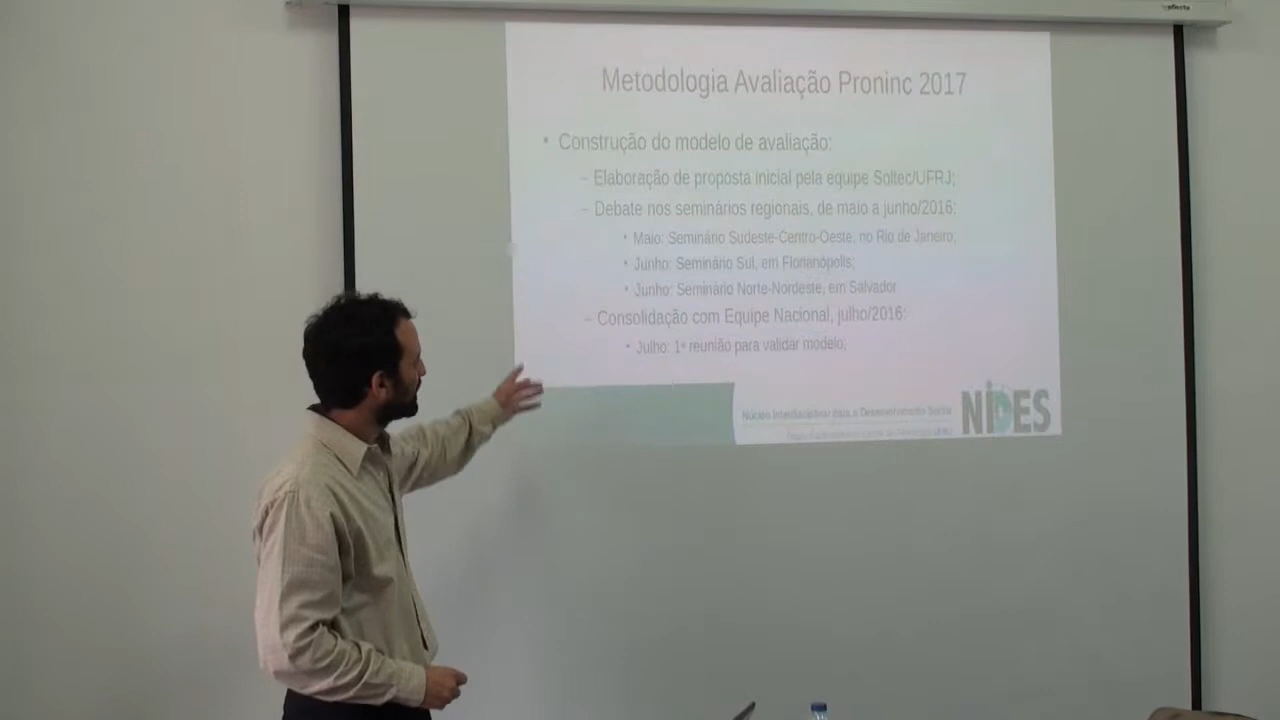 Metodologia Avaliação Proninc 2017
• Construção do modelo de avaliação:
– Elaboração de proposta inicial pela equipe Soltec/UFRJ;
– Debate nos seminários regionais, de maio a junho/2016:
• Maio: Seminário Sudeste-Centro-Oeste, no Rio de Janeiro;
• Junho: Seminário Sul, em Florianópolis;
• Junho: Seminário Norte-Nordeste, em Salvador
– Consolidação com Equipe Nacional, julho/2016:
• Julho: 1ª reunião para validar modelo;
Núcleo Interdisciplinar para o Desenvolvimento Social
NIDES